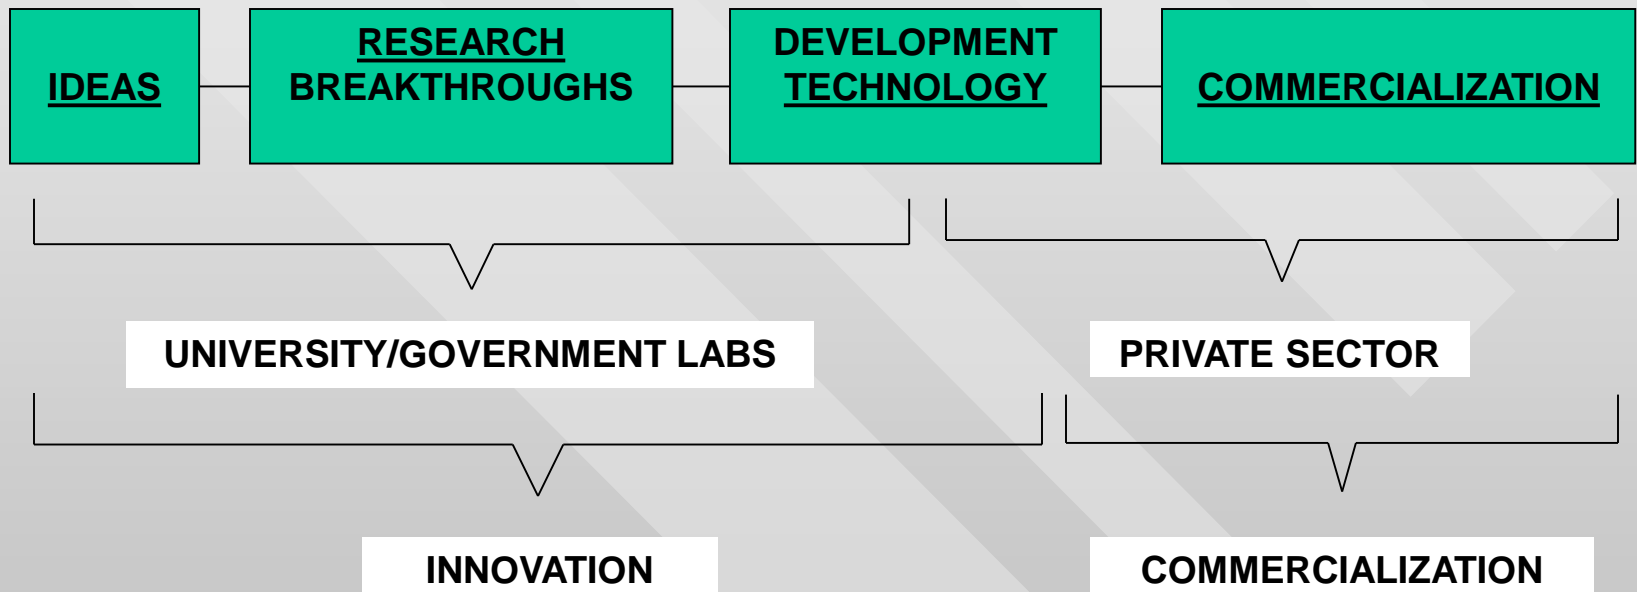 IDEAS
RESEARCH
BREAKTHROUGHS
DEVELOPMENT
TECHNOLOGY
COMMERCIALIZATION
UNIVERSITY/GOVERNMENT LABS
PRIVATE SECTOR
INNOVATION
COMMERCIALIZATION